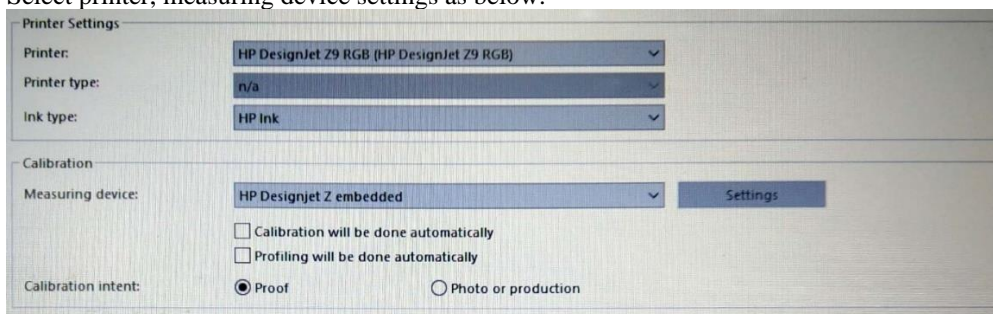 Select printer, measuring device settings as below.
Printer Settings
Printer: HP DesignJet Z9 RGB (HP DesignJet Z9 RGB)
Printer type: n/a
Ink type: HP Ink
Calibration
Measuring device: HP Designjet Z embedded Settings
Calibration will be done automatically
Profiling will be done automatically
Calibration intent: Proof Photo or production